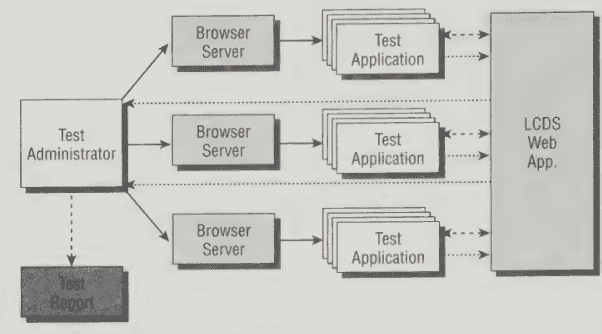 Browser
Server
Test
Application
Test
Administrator
Browser
Server
Test
Application
LCDS
Web
App.
Browser
Server
Test
Application
Test
Report